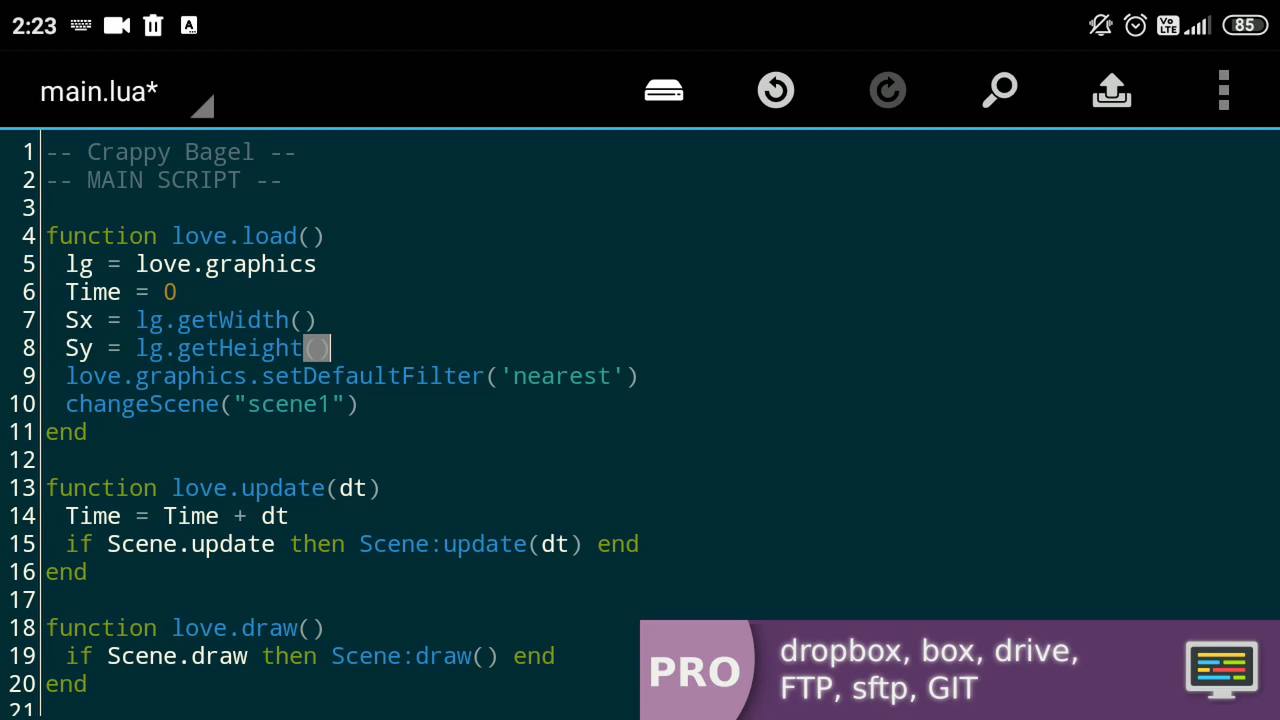 2:23 A Vo LTE 85
main.lua*
1 -- Crappy Bagel --
2 -- MAIN SCRIPT --
3
4 function love.load()
5 lg = love.graphics
6 Time = 0
7 Sx = lg.getWidth()
8 Sy = lg.getHeight()
9 love.graphics.setDefaultFilter('nearest')
10 changeScene("scene1")
11 end
12
13 function love.update(dt)
14 Time = Time + dt
15 if Scene.update then Scene:update(dt) end
16 end
17
18 function love.draw()
19 if Scene.draw then Scene:draw() end
20 end
21
PRO
dropbox, box, drive,
FTP, sftp, GIT